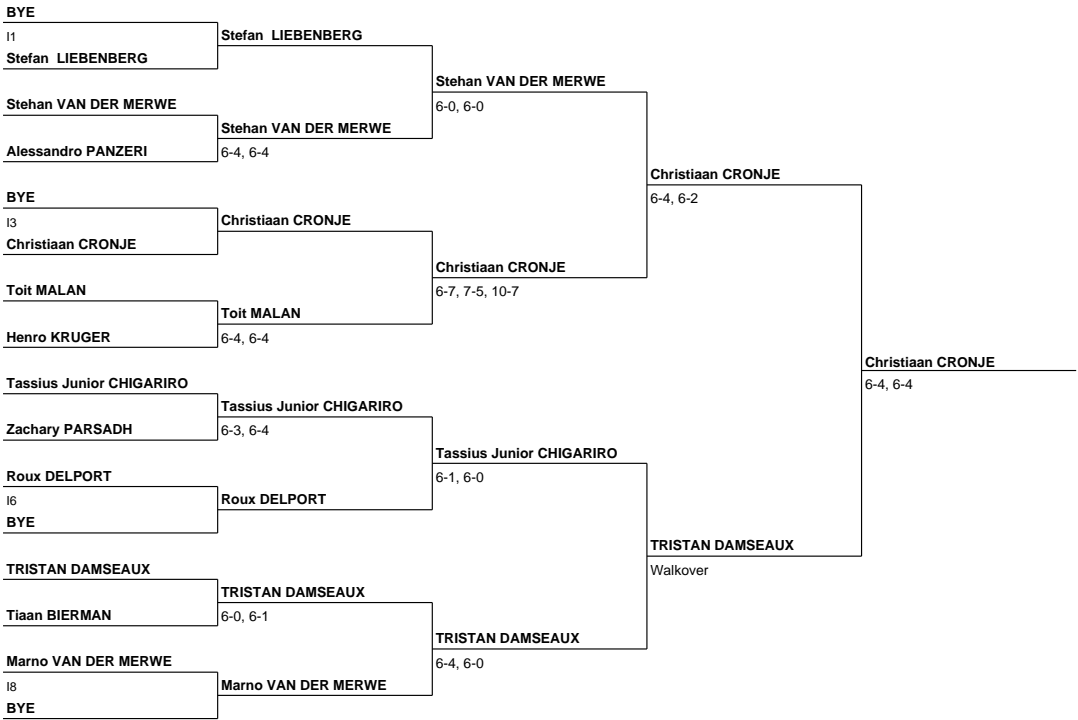 BYE
I1
Stefan LIEBENBERG
Stehan VAN DER MERWE
Alessandro PANZERI
BYE
I3
Christiaan CRONJE
Toit MALAN
Henro KRUGER
Tassius Junior CHIGARIRO
Zachary PARSADH
Roux DELPORT
I6
BYE
TRISTAN DAMSEAUX
Tiaan BIERMAN
Marno VAN DER MERWE
I8
BYE
Stefan LIEBENBERG
Stehan VAN DER MERWE
6-4, 6-4
Christiaan CRONJE
Toit MALAN
6-4, 6-4
Tassius Junior CHIGARIRO
6-3, 6-4
Roux DELPORT
TRISTAN DAMSEAUX
6-0, 6-1
Marno VAN DER MERWE
Stehan VAN DER MERWE
6-0, 6-0
Christiaan CRONJE
6-7, 7-5, 10-7
Tassius Junior CHIGARIRO
6-1, 6-0
TRISTAN DAMSEAUX
6-4, 6-0
Christiaan CRONJE
6-4, 6-2
TRISTAN DAMSEAUX
Walkover
Christiaan CRONJE
6-4, 6-4